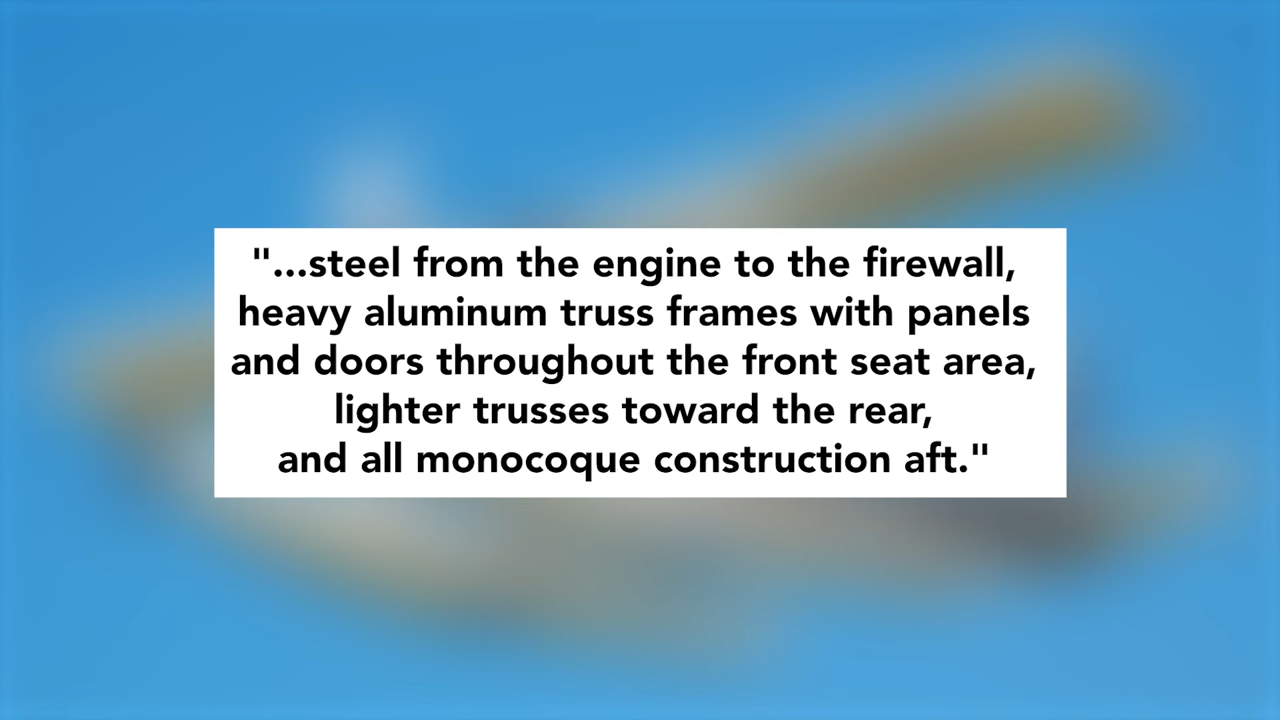 "...steel from the engine to the firewall,
heavy aluminum truss frames with panels
and doors throughout the front seat area,
lighter trusses toward the rear,
and all monocoque construction aft."